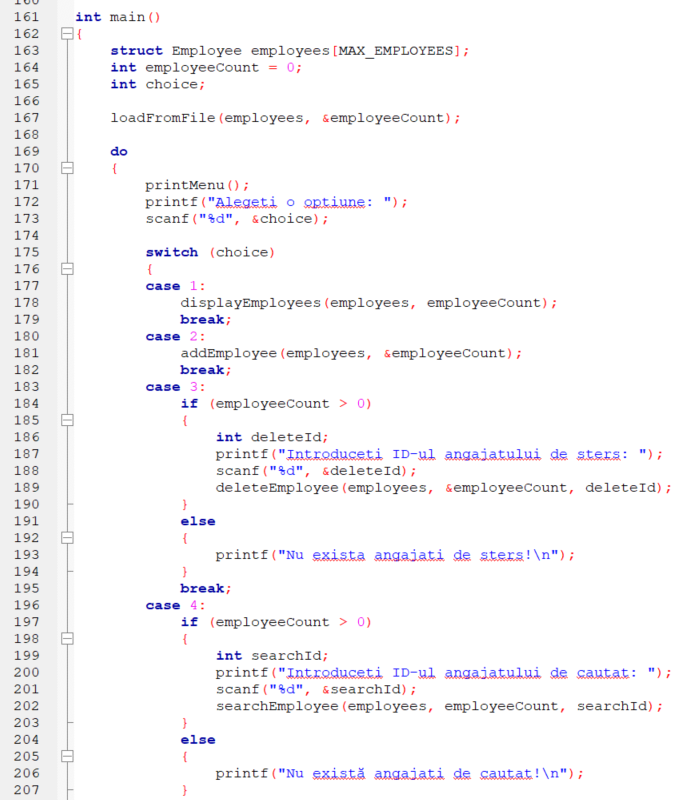 161 int main()
162 {
163 struct Employee employees[MAX_EMPLOYEES];
164 int employeeCount = 0;
165 int choice;
166
167 loadFromFile(employees, &employeeCount);
168
169 do
170 {
171 printMenu();
172 printf("Alegeti o optiune: ");
173 scanf("%d", &choice);
174
175 switch (choice)
176 {
177 case 1:
178 displayEmployees(employees, employeeCount);
179 break;
180 case 2:
181 addEmployee(employees, &employeeCount);
182 break;
183 case 3:
184 if (employeeCount > 0)
185 {
186 int deleteId;
187 printf("Introduceti ID-ul angajatului de sters: ");
188 scanf("%d", &deleteId);
189 deleteEmployee(employees, &employeeCount, deleteId);
190 }
191 else
192 {
193 printf("Nu exista angajati de sters!\n");
194 }
195 break;
196 case 4:
197 if (employeeCount > 0)
198 {
199 int searchId;
200 printf("Introduceti ID-ul angajatului de cautat: ");
201 scanf("%d", &searchId);
202 searchEmployee(employees, employeeCount, searchId);
203 }
204 else
205 {
206 printf("Nu există angajati de cautat!\n");
207 }